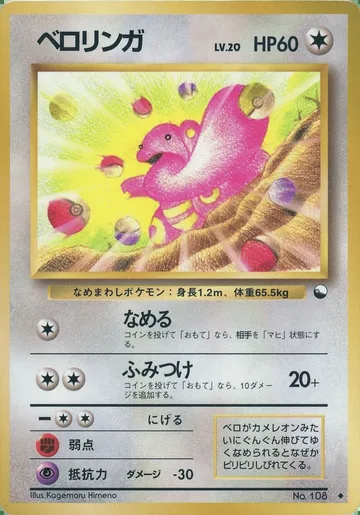 ベロリンガ LV.20 HP60
なめまわしポケモン：身長1.2m、体重65.5kg
なめる
コインを投げて「おもて」なら、相手を「マヒ」状態にする。
ふみつけ 20+
コインを投げて「おもて」なら、10ダメージを追加。
にげる
弱点
抵抗力 ダメージ -30
ベロがカメレオンみた
いにぐんぐん伸びてゆ
くなめられるとなぜか
ピリピリしびれてくる
Illus.Kagemaru Himeno No. 108